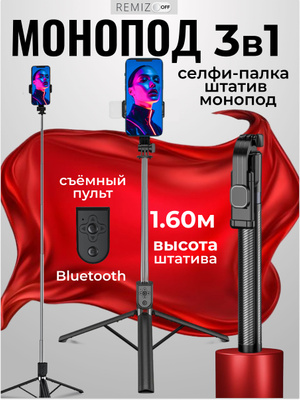 REMIZ OFF
МОНОПОД 3в1
селфи-палка
штатив
монопод
съёмный
пульт
Bluetooth
1.60м
высота
штатива